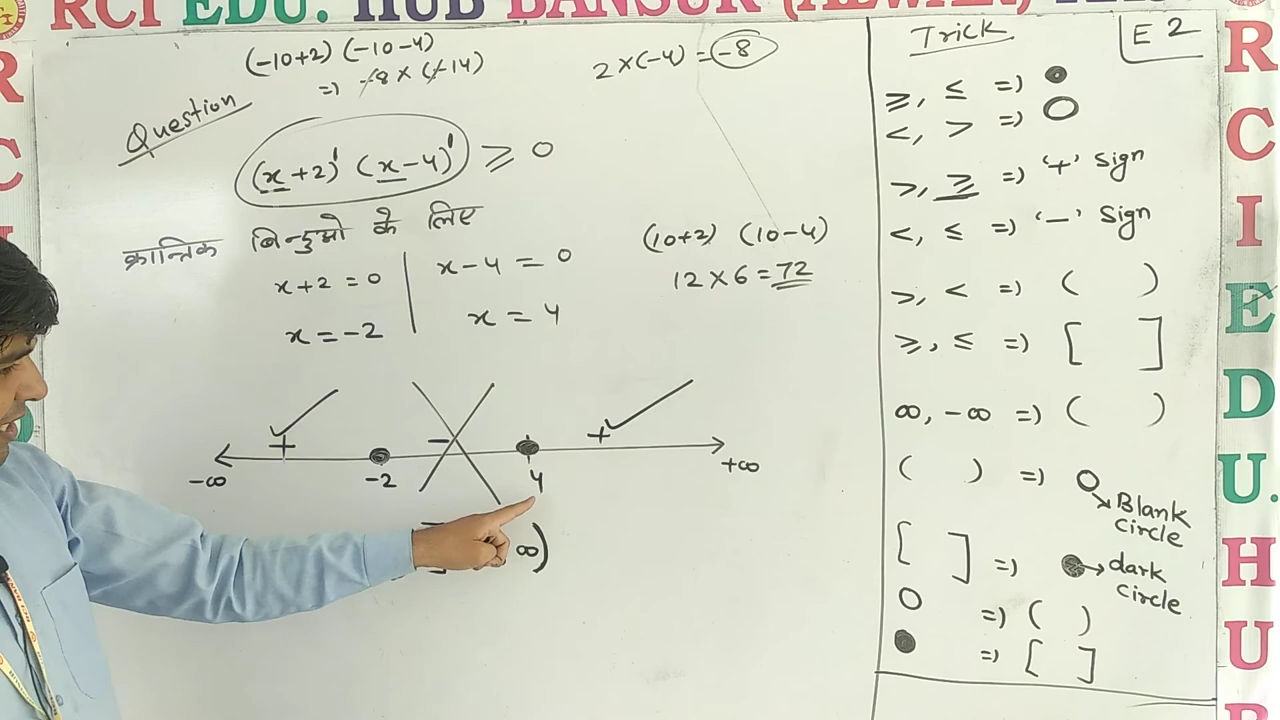 RCI EDU. HUB BANSUR (ALWAR)
(-10+2) (-10-4)
=) -8 × (-14)
2×(-4) = -8
Question
(x+2)' (x-4)' ⩾ 0
क्रान्तिक बिन्दुओ के लिए
x+2 = 0
x = -2
x-4 = 0
x = 4
(10+2) (10-4)
12×6 = 72
+ - +
-∞ -2 4 +∞
∞)
Trick
E 2
⩾, ≤ =) ●
<, > =) ○
>, ⩾ =) '+' Sign
<, ≤ =) '-' Sign
>, < =) ( )
⩾, ≤ =) [ ]
∞, -∞ =) ( )
( ) =) ○ → Blank circle
[ ] =) ● → dark circle
○ =) ( )
● =) [ ]
R
C
I
E
D
U.
H
U
B